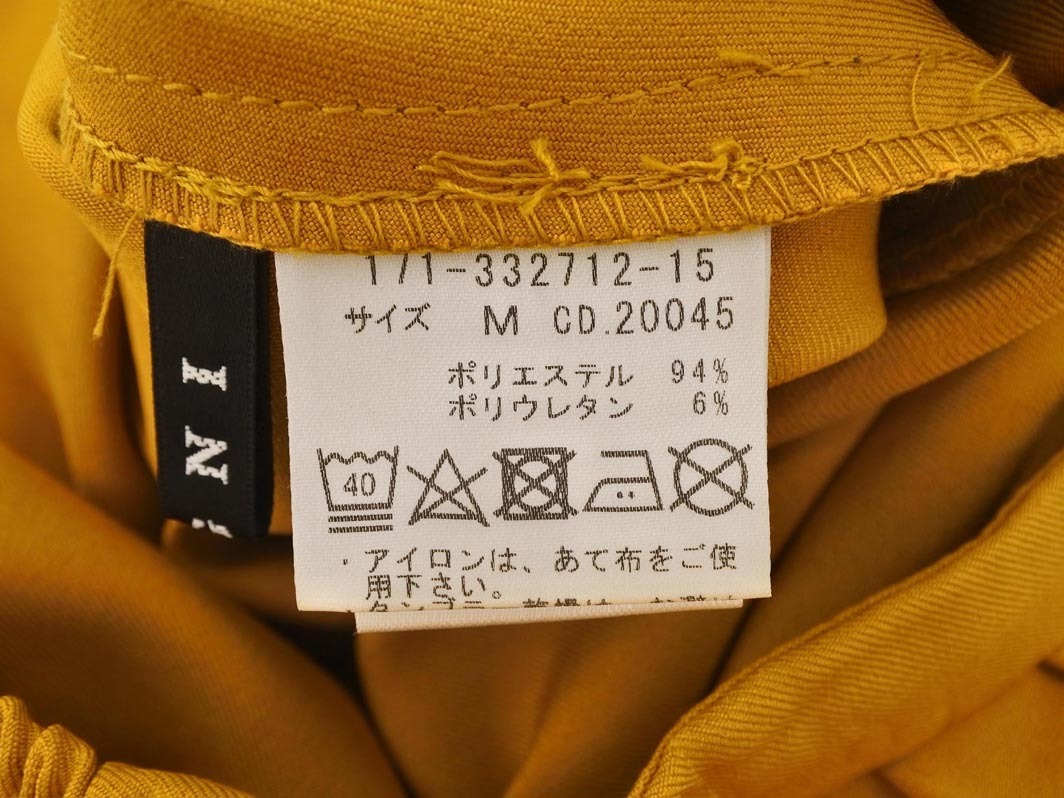 171-332712-15
サイズ M CD.20045
ポリエステル 94%
ポリウレタン 6%
40
・アイロンは、あて布をご使
用下さい。
N I